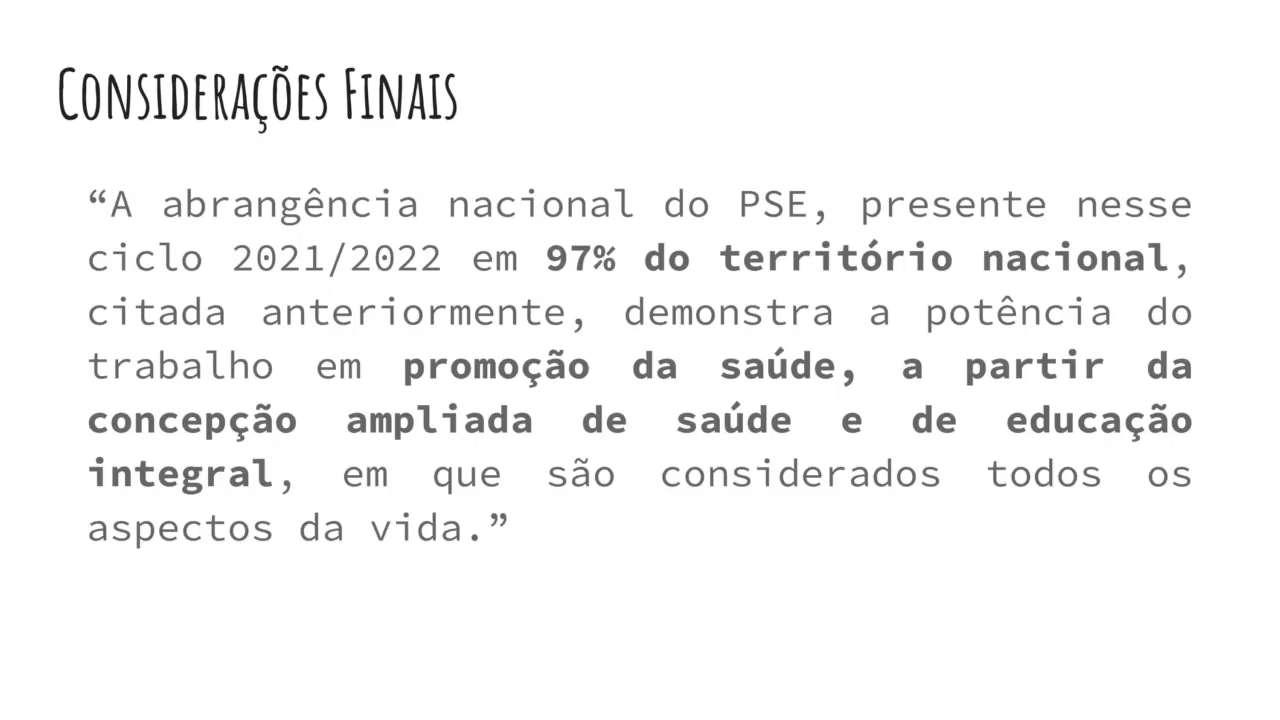 Considerações Finais
“A abrangência nacional do PSE, presente nesse
ciclo 2021/2022 em 97% do território nacional,
citada anteriormente, demonstra a potência do
trabalho em promoção da saúde, a partir da
concepção ampliada de saúde e de educação
integral, em que são considerados todos os
aspectos da vida.”